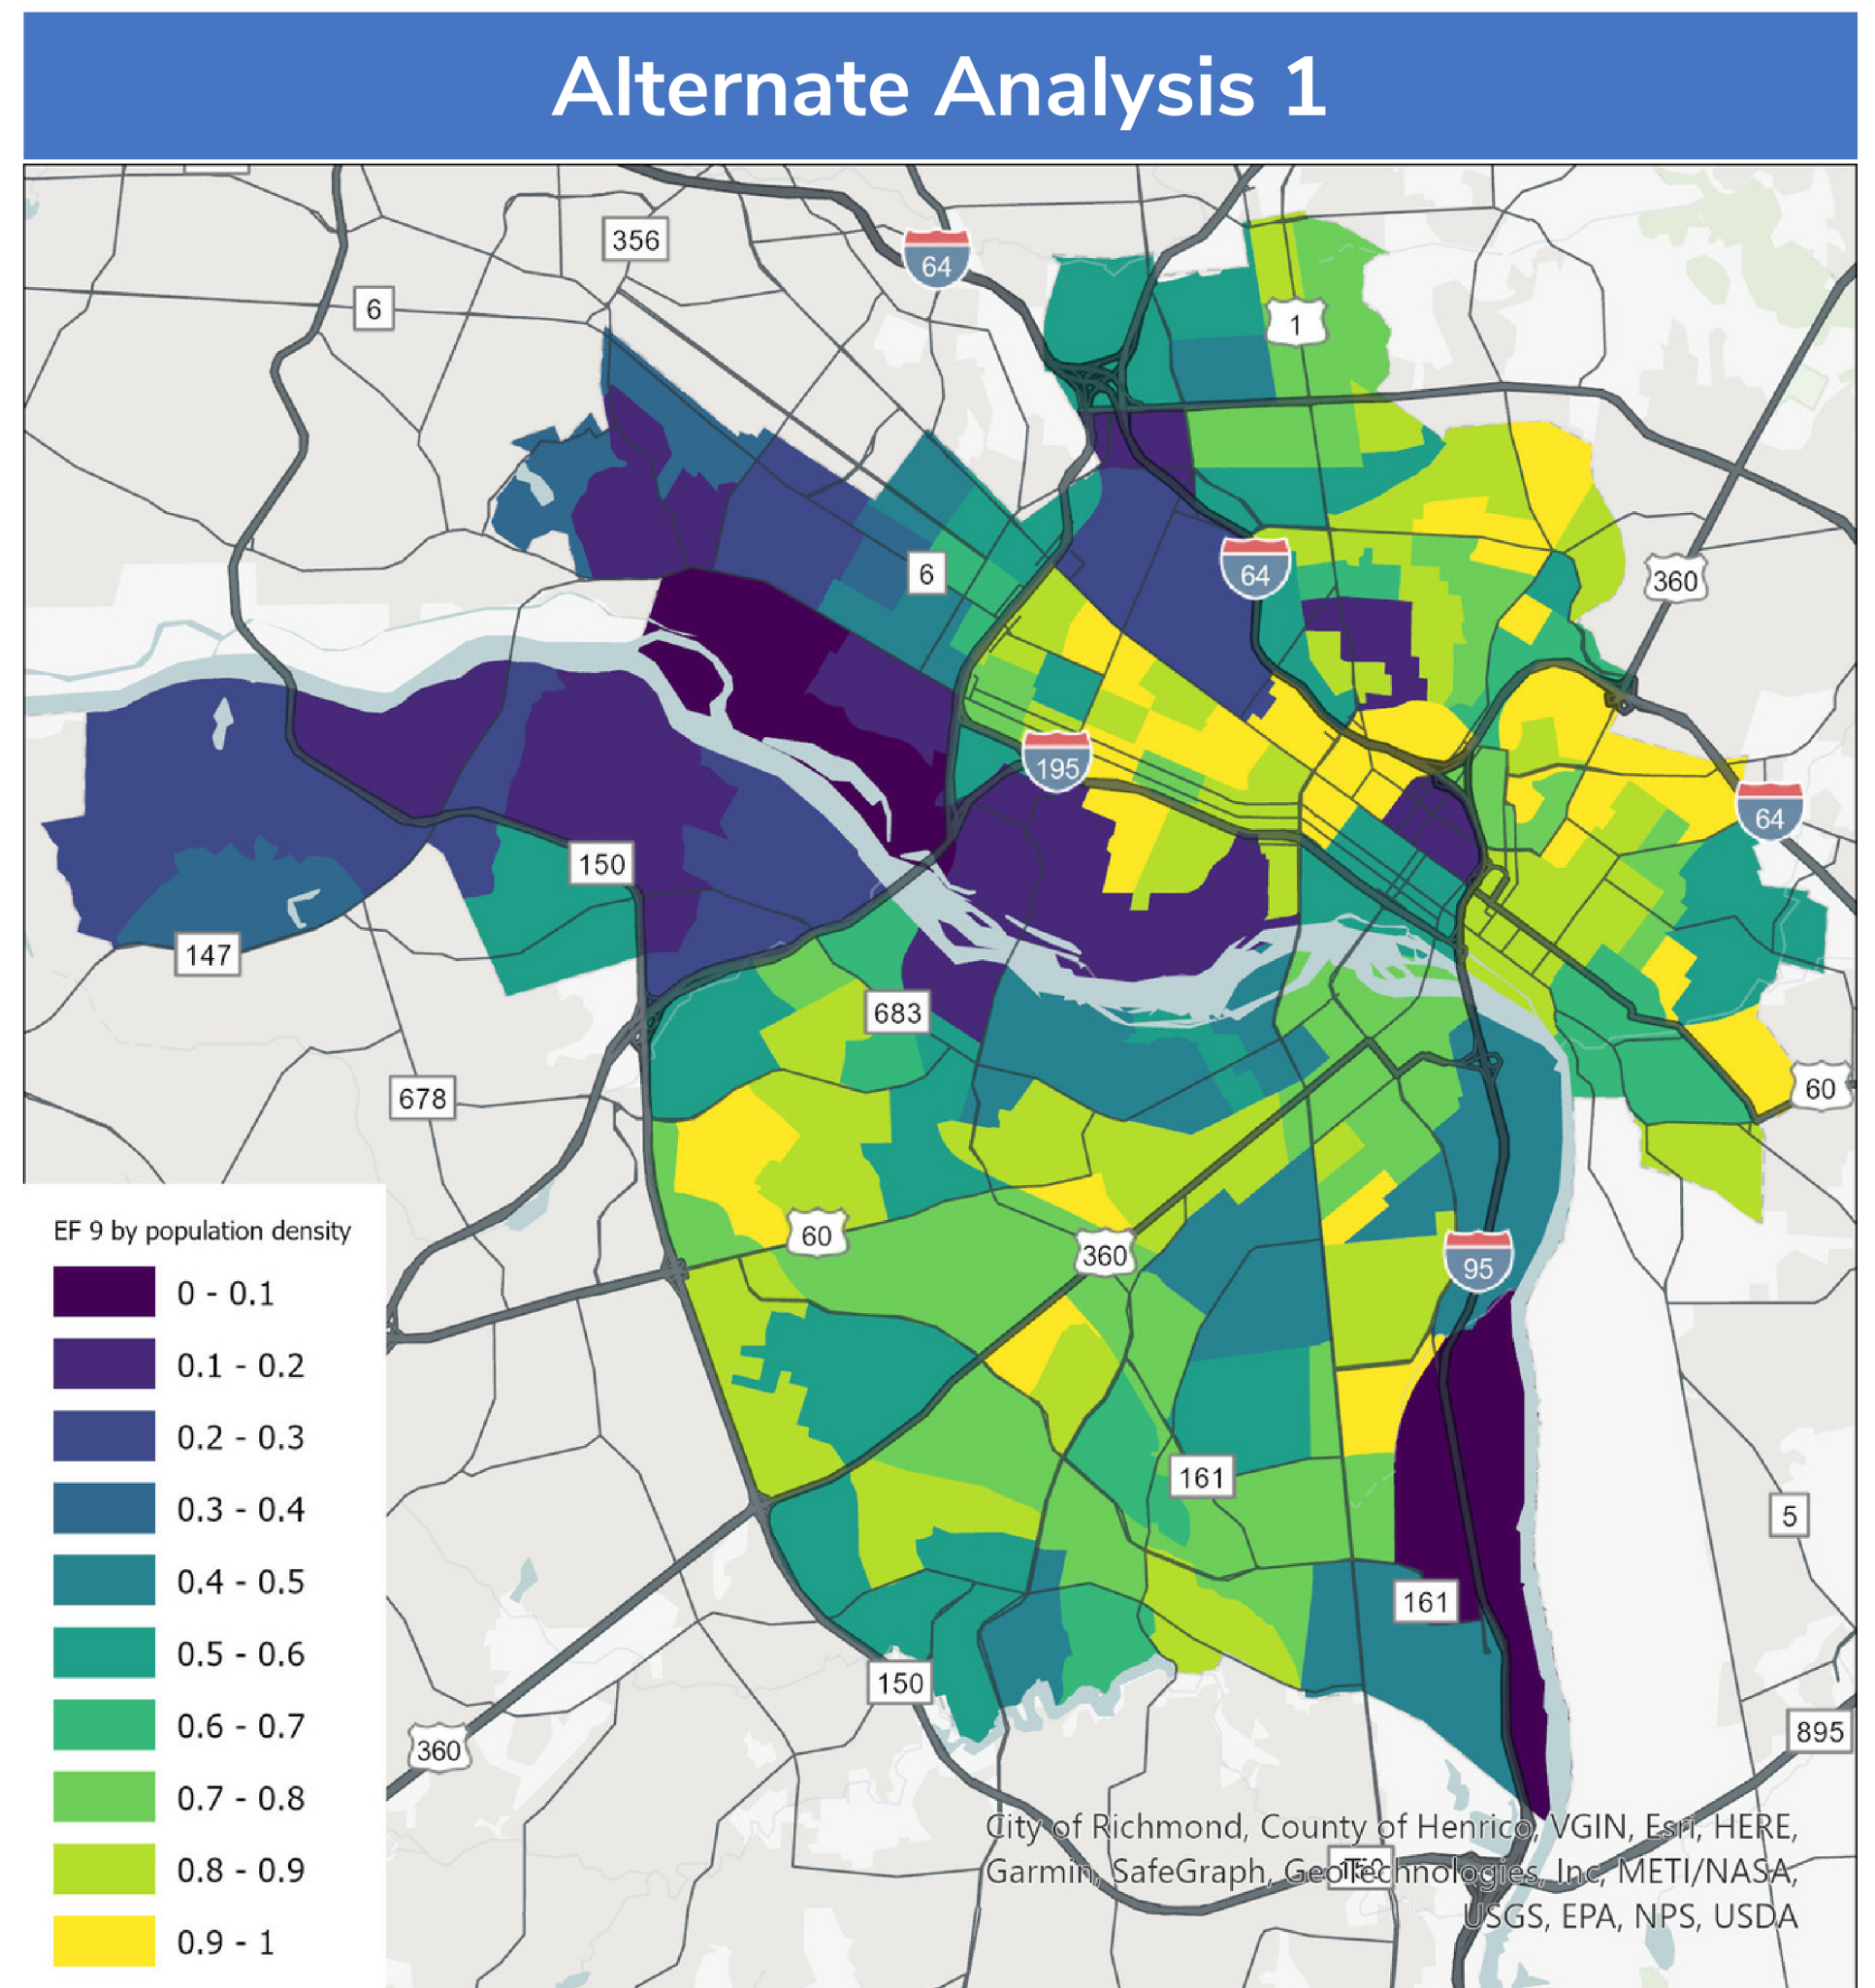 Alternate Analysis 1
356
64
6
1
6
64
360
195
64
150
147
683
678
60
60
360
95
161
5
161
150
895
360
EF 9 by population density
0 - 0.1
0.1 - 0.2
0.2 - 0.3
0.3 - 0.4
0.4 - 0.5
0.5 - 0.6
0.6 - 0.7
0.7 - 0.8
0.8 - 0.9
0.9 - 1
City of Richmond, County of Henrico, VGIN, Esri, HERE,
Garmin, SafeGraph, GeoTechnologies, Inc, METI/NASA,
USGS, EPA, NPS, USDA